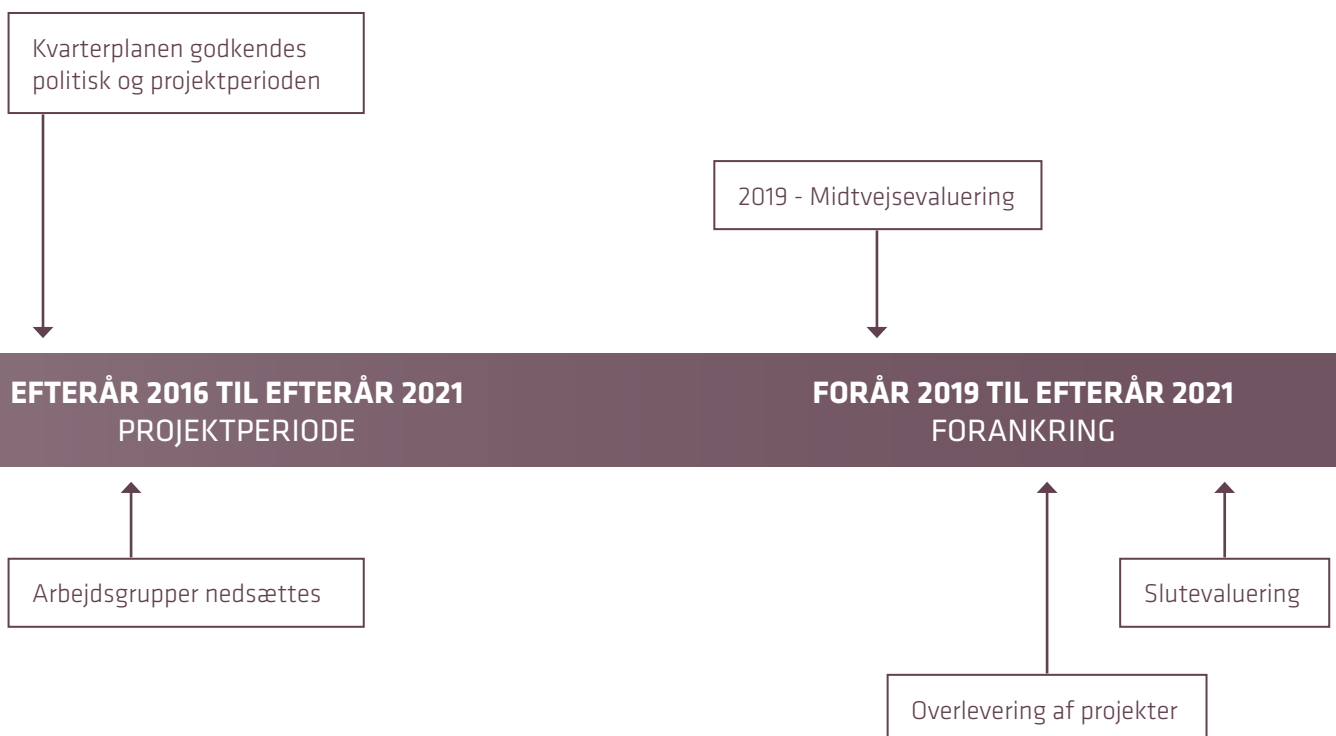 Kvarterplanen godkendes
politisk og projektperioden
2019 - Midtvejsevaluering
EFTERÅR 2016 TIL EFTERÅR 2021
PROJEKTPERIODE
FORÅR 2019 TIL EFTERÅR 2021
FORANKRING
Arbejdsgrupper nedsættes
Slutevaluering
Overlevering af projekter